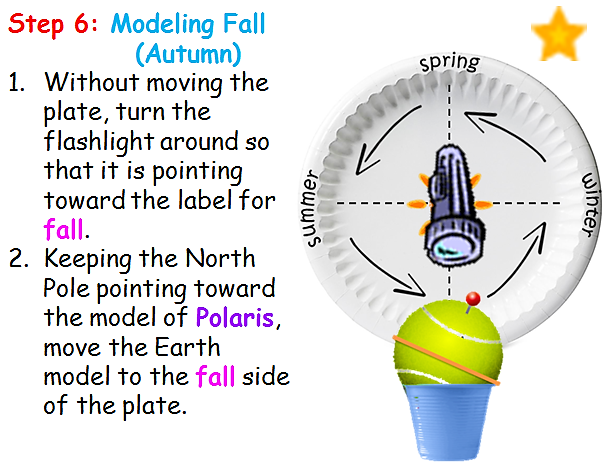 Step 6: Modeling Fall
(Autumn)
1. Without moving the
plate, turn the
flashlight around so
that it is pointing
toward the label for
fall.
2. Keeping the North
Pole pointing toward
the model of Polaris,
move the Earth
model to the fall side
of the plate.
spring
summer
winter